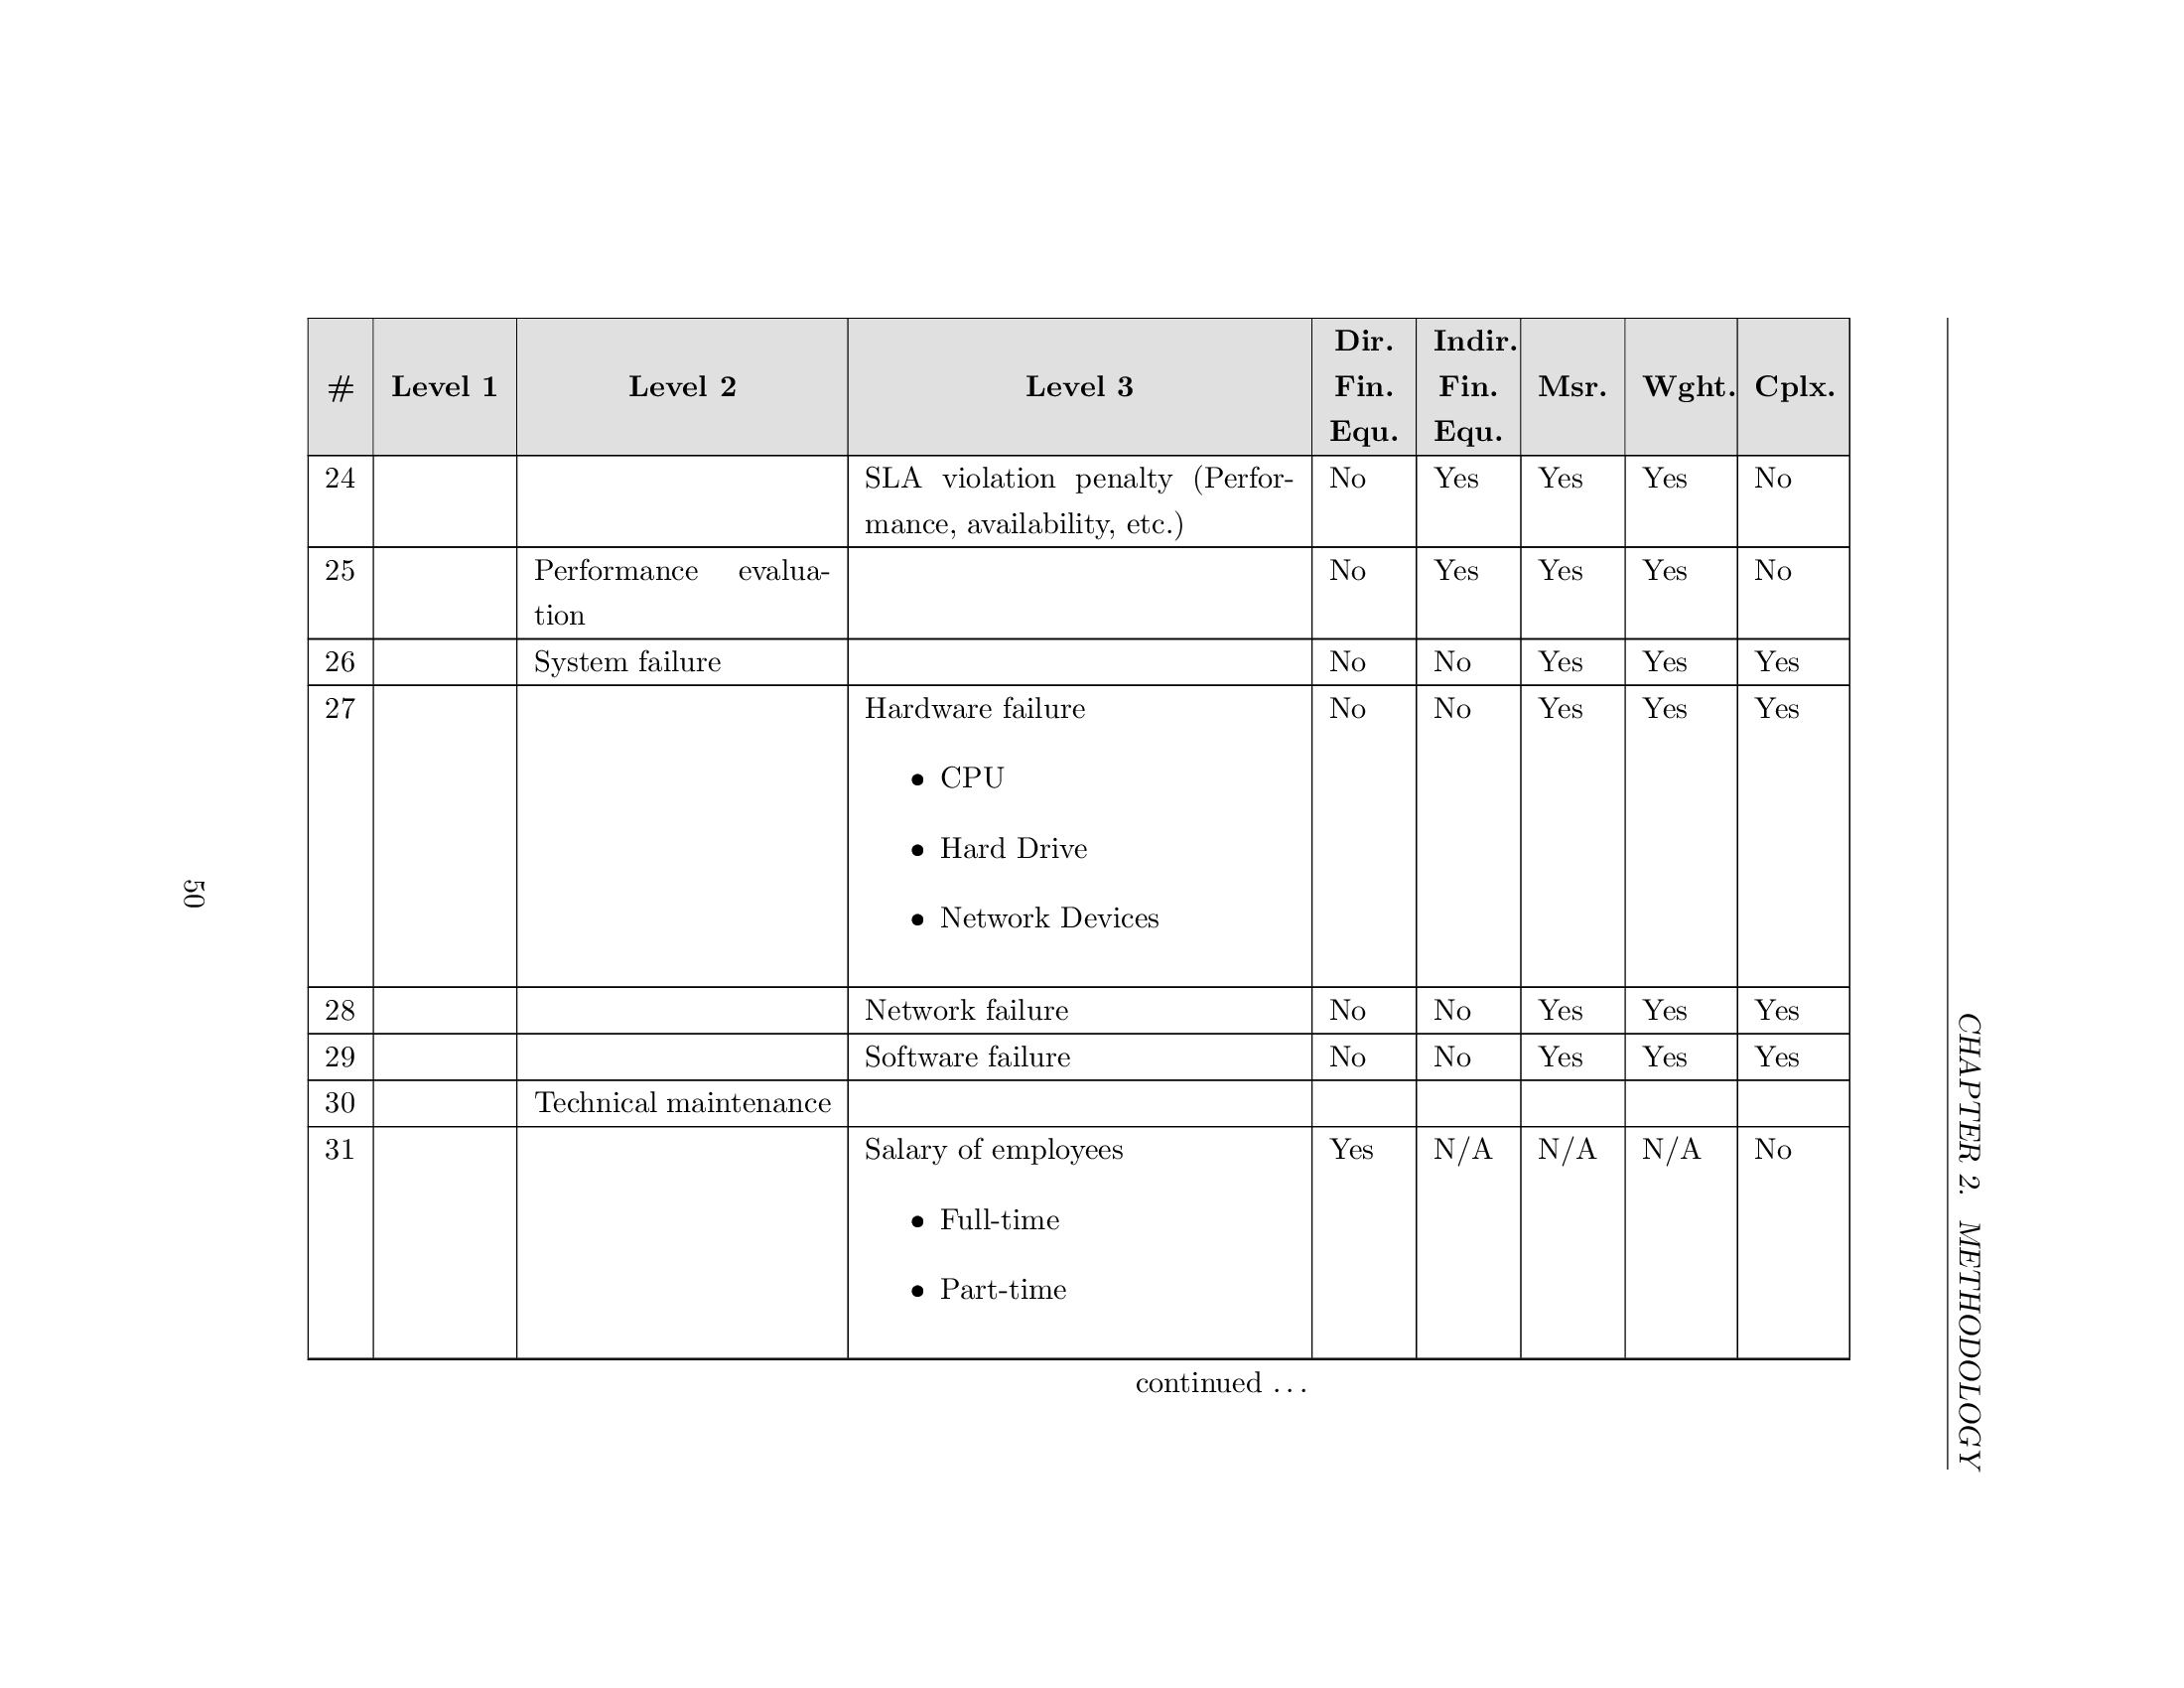 CHAPTER 2. METHODOLOGY
# Level 1 Level 2 Level 3 Dir. Fin. Equ. Indir. Fin. Equ. Msr. Wght. Cplx.
24 SLA violation penalty (Perfor- No Yes Yes Yes No
mance, availability, etc.)
25 Performance evalua- No Yes Yes Yes No
tion
26 System failure No No Yes Yes Yes
27 Hardware failure No No Yes Yes Yes
• CPU
• Hard Drive
• Network Devices
28 Network failure No No Yes Yes Yes
29 Software failure No No Yes Yes Yes
30 Technical maintenance
31 Salary of employees Yes N/A N/A N/A No
• Full-time
• Part-time
continued ...
50